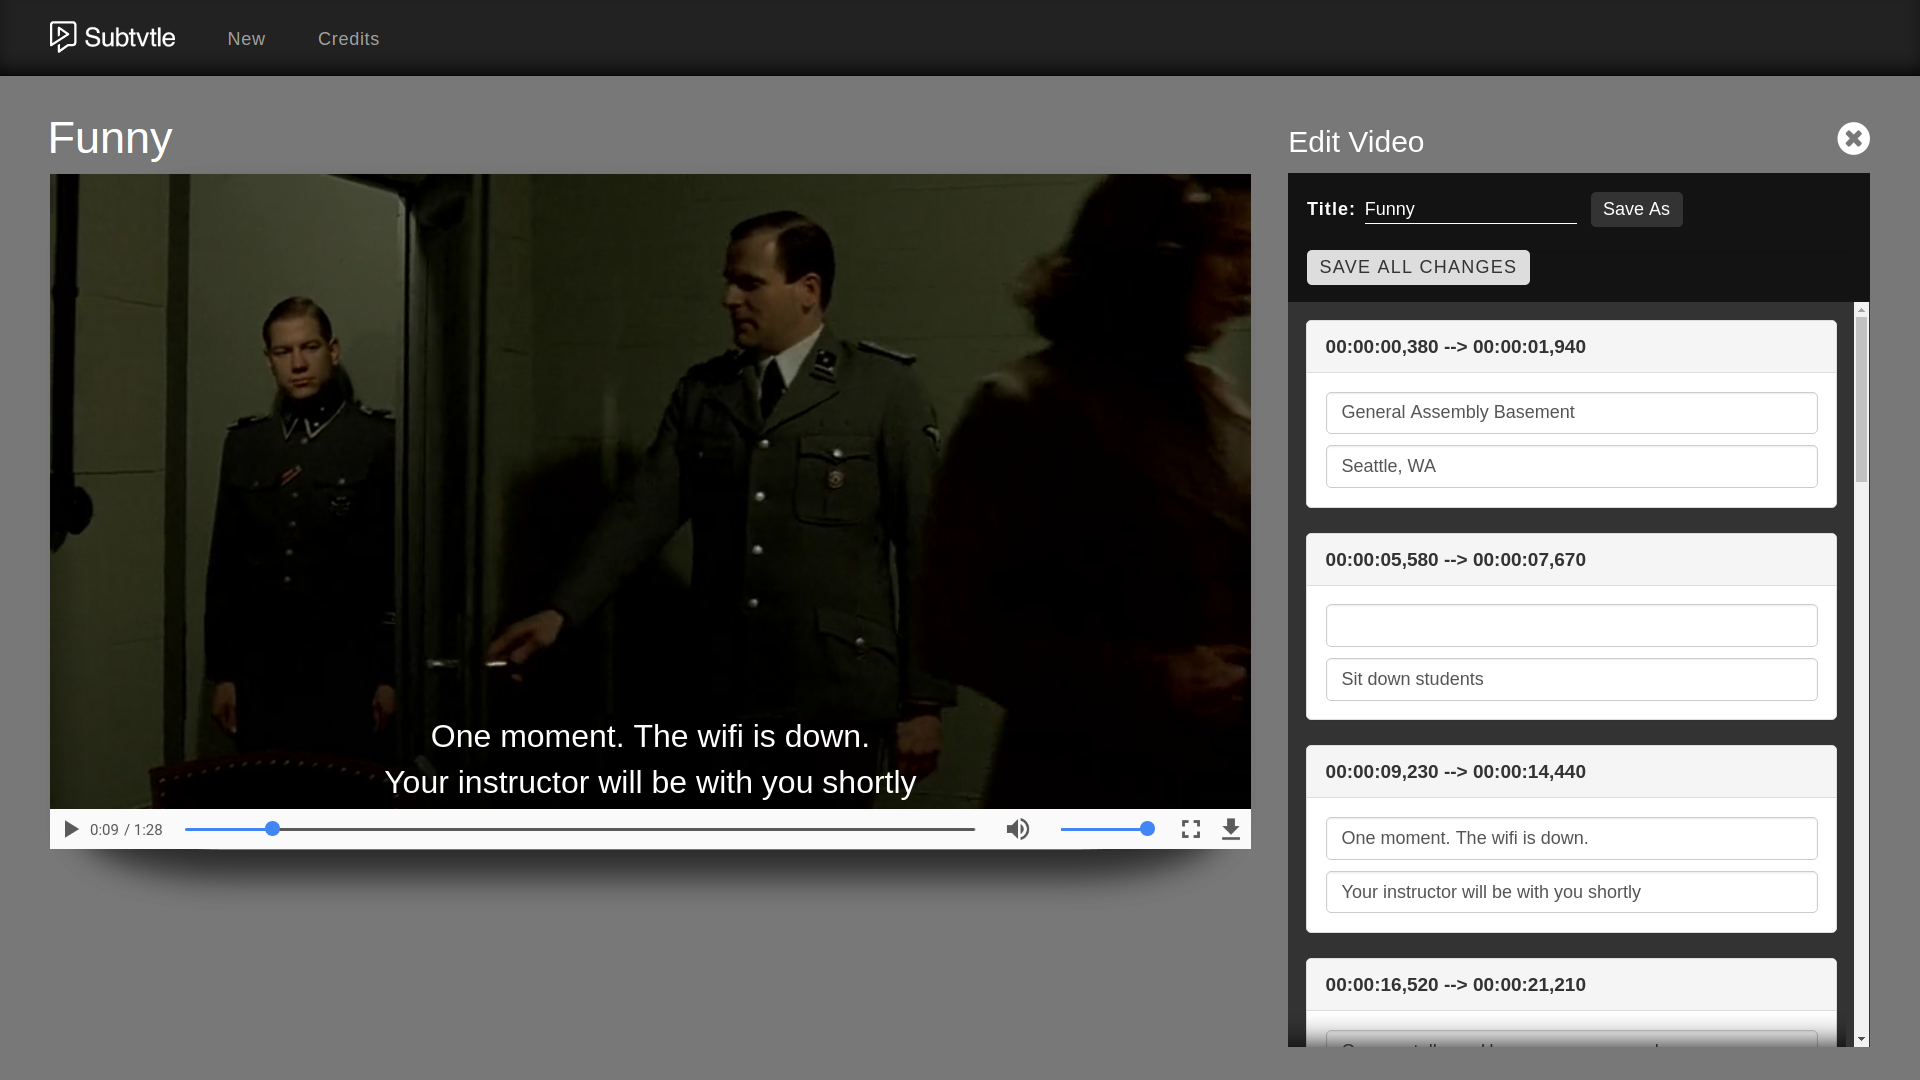 Subtvtle
New
Credits
Funny
One moment. The wifi is down.
Your instructor will be with you shortly
0:09 / 1:28
Edit Video
Title: Funny
Save As
SAVE ALL CHANGES
00:00:00,380 --> 00:00:01,940
General Assembly Basement
Seattle, WA
00:00:05,580 --> 00:00:07,670
Sit down students
00:00:09,230 --> 00:00:14,440
One moment. The wifi is down.
Your instructor will be with you shortly
00:00:16,520 --> 00:00:21,210